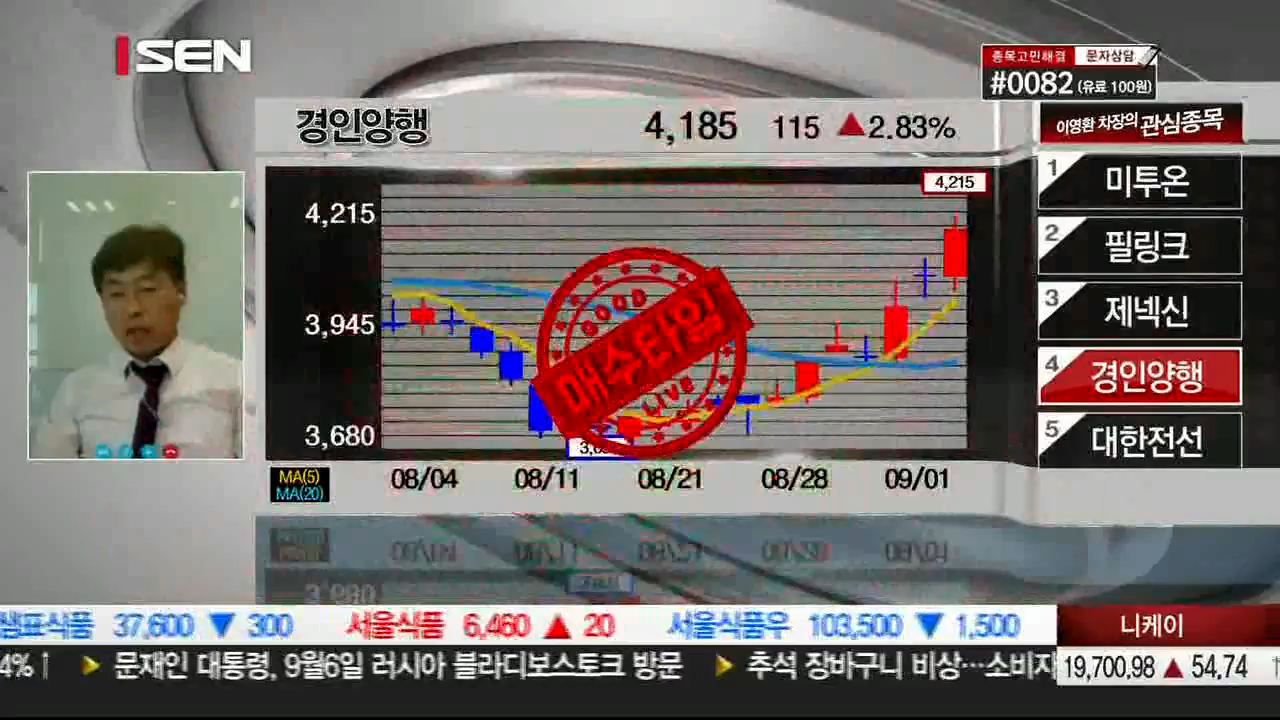 SEN
종목고민해결 문자상담
#0082 (유료 100원)
경인양행 4,185 115 ▲2.83%
이영환 차장의 관심종목
1 미투온
2 필링크
3 제넥신
4 경인양행
5 대한전선
4,215
4,215
3,945
3,680
GOOD
매수타임
LIVE
08/04 08/11 08/21 08/28 09/01
MA(5)
MA(20)
샘표식품 37,600 ▼ 300 서울식품 6,460 ▲ 20 서울식품우 103,500 ▼ 1,500
니케이
4%↑ ▶ 문재인 대통령, 9월6일 러시아 블라디보스토크 방문 ▶ 추석 장바구니 비상…소비자
19,700.98 ▲ 54.74